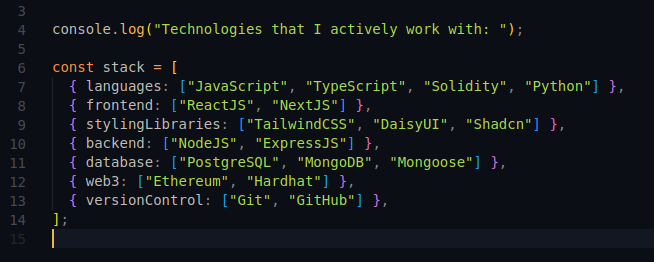 3
4 console.log("Technologies that I actively work with: ");
5
6 const stack = [
7 { languages: ["JavaScript", "TypeScript", "Solidity", "Python"] },
8 { frontend: ["ReactJS", "NextJS"] },
9 { stylingLibraries: ["TailwindCSS", "DaisyUI", "Shadcn"] },
10 { backend: ["NodeJS", "ExpressJS"] },
11 { database: ["PostgreSQL", "MongoDB", "Mongoose"] },
12 { web3: ["Ethereum", "Hardhat"] },
13 { versionControl: ["Git", "GitHub"] },
14 ];
15